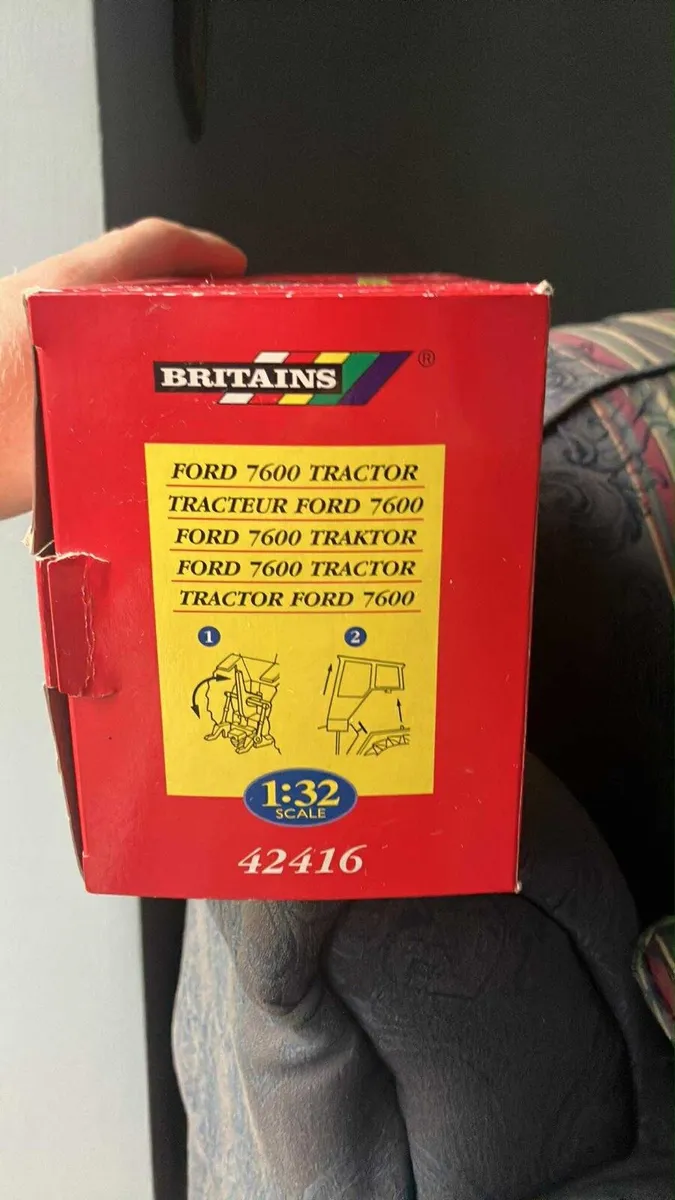 BRITAINS ®
FORD 7600 TRACTOR
TRACTEUR FORD 7600
FORD 7600 TRAKTOR
FORD 7600 TRACTOR
TRACTOR FORD 7600
1 2
1:32
SCALE
42416